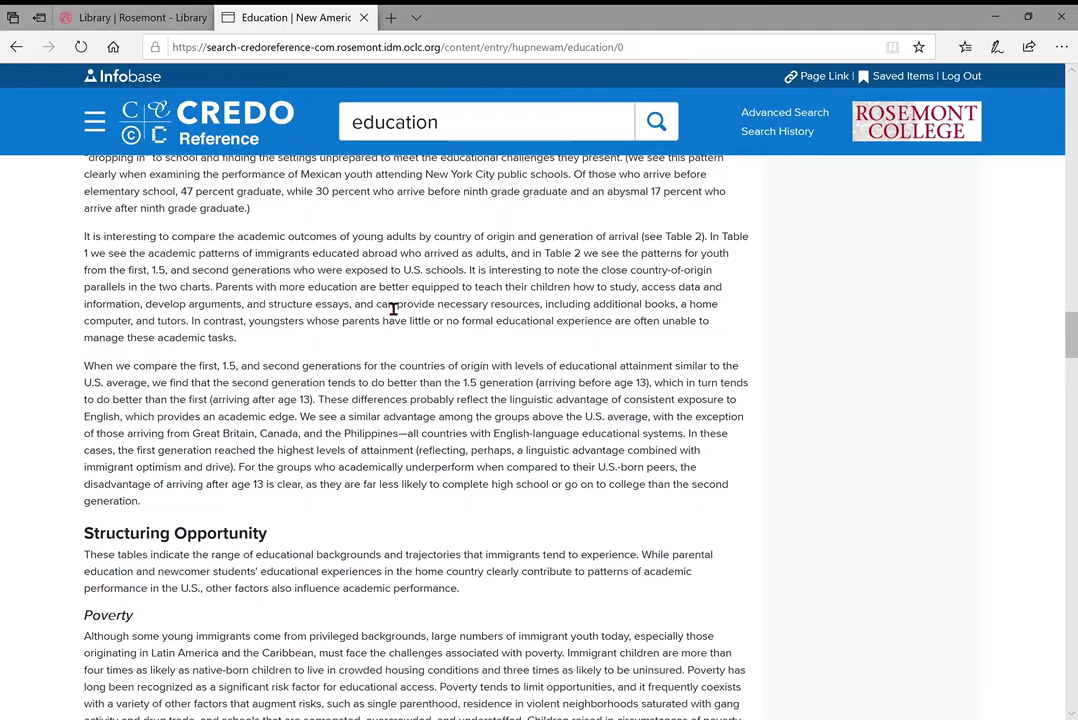 Library | Rosemont - Library
Education | New Americ
https://search-credoreference-com.rosemont.idm.oclc.org/content/entry/hupnewam/education/0
Infobase
Page Link | Saved Items | Log Out
CREDO
Reference
education
Advanced Search
Search History
ROSEMONT
COLLEGE
"dropping in" to school and finding the settings unprepared to meet the educational challenges they present. (We see this pattern
clearly when examining the performance of Mexican youth attending New York City public schools. Of those who arrive before
elementary school, 47 percent graduate, while 30 percent who arrive before ninth grade graduate and an abysmal 17 percent who
arrive after ninth grade graduate.)
It is interesting to compare the academic outcomes of young adults by country of origin and generation of arrival (see Table 2). In Table
1 we see the academic patterns of immigrants educated abroad who arrived as adults, and in Table 2 we see the patterns for youth
from the first, 1.5, and second generations who were exposed to U.S. schools. It is interesting to note the close country-of-origin
parallels in the two charts. Parents with more education are better equipped to teach their children how to study, access data and
information, develop arguments, and structure essays, and can provide necessary resources, including additional books, a home
computer, and tutors. In contrast, youngsters whose parents have little or no formal educational experience are often unable to
manage these academic tasks.
When we compare the first, 1.5, and second generations for the countries of origin with levels of educational attainment similar to the
U.S. average, we find that the second generation tends to do better than the 1.5 generation (arriving before age 13), which in turn tends
to do better than the first (arriving after age 13). These differences probably reflect the linguistic advantage of consistent exposure to
English, which provides an academic edge. We see a similar advantage among the groups above the U.S. average, with the exception
of those arriving from Great Britain, Canada, and the Philippines—all countries with English-language educational systems. In these
cases, the first generation reached the highest levels of attainment (reflecting, perhaps, a linguistic advantage combined with
immigrant optimism and drive). For the groups who academically underperform when compared to their U.S.-born peers, the
disadvantage of arriving after age 13 is clear, as they are far less likely to complete high school or go on to college than the second
generation.
Structuring Opportunity
These tables indicate the range of educational backgrounds and trajectories that immigrants tend to experience. While parental
education and newcomer students' educational experiences in the home country clearly contribute to patterns of academic
performance in the U.S., other factors also influence academic performance.
Poverty
Although some young immigrants come from privileged backgrounds, large numbers of immigrant youth today, especially those
originating in Latin America and the Caribbean, must face the challenges associated with poverty. Immigrant children are more than
four times as likely as native-born children to live in crowded housing conditions and three times as likely to be uninsured. Poverty has
long been recognized as a significant risk factor for educational access. Poverty tends to limit opportunities, and it frequently coexists
with a variety of other factors that augment risks, such as single parenthood, residence in violent neighborhoods saturated with gang
activity and drug trade, and schools that are segregated, overcrowded, and understaffed. Children raised in circumstances of poverty